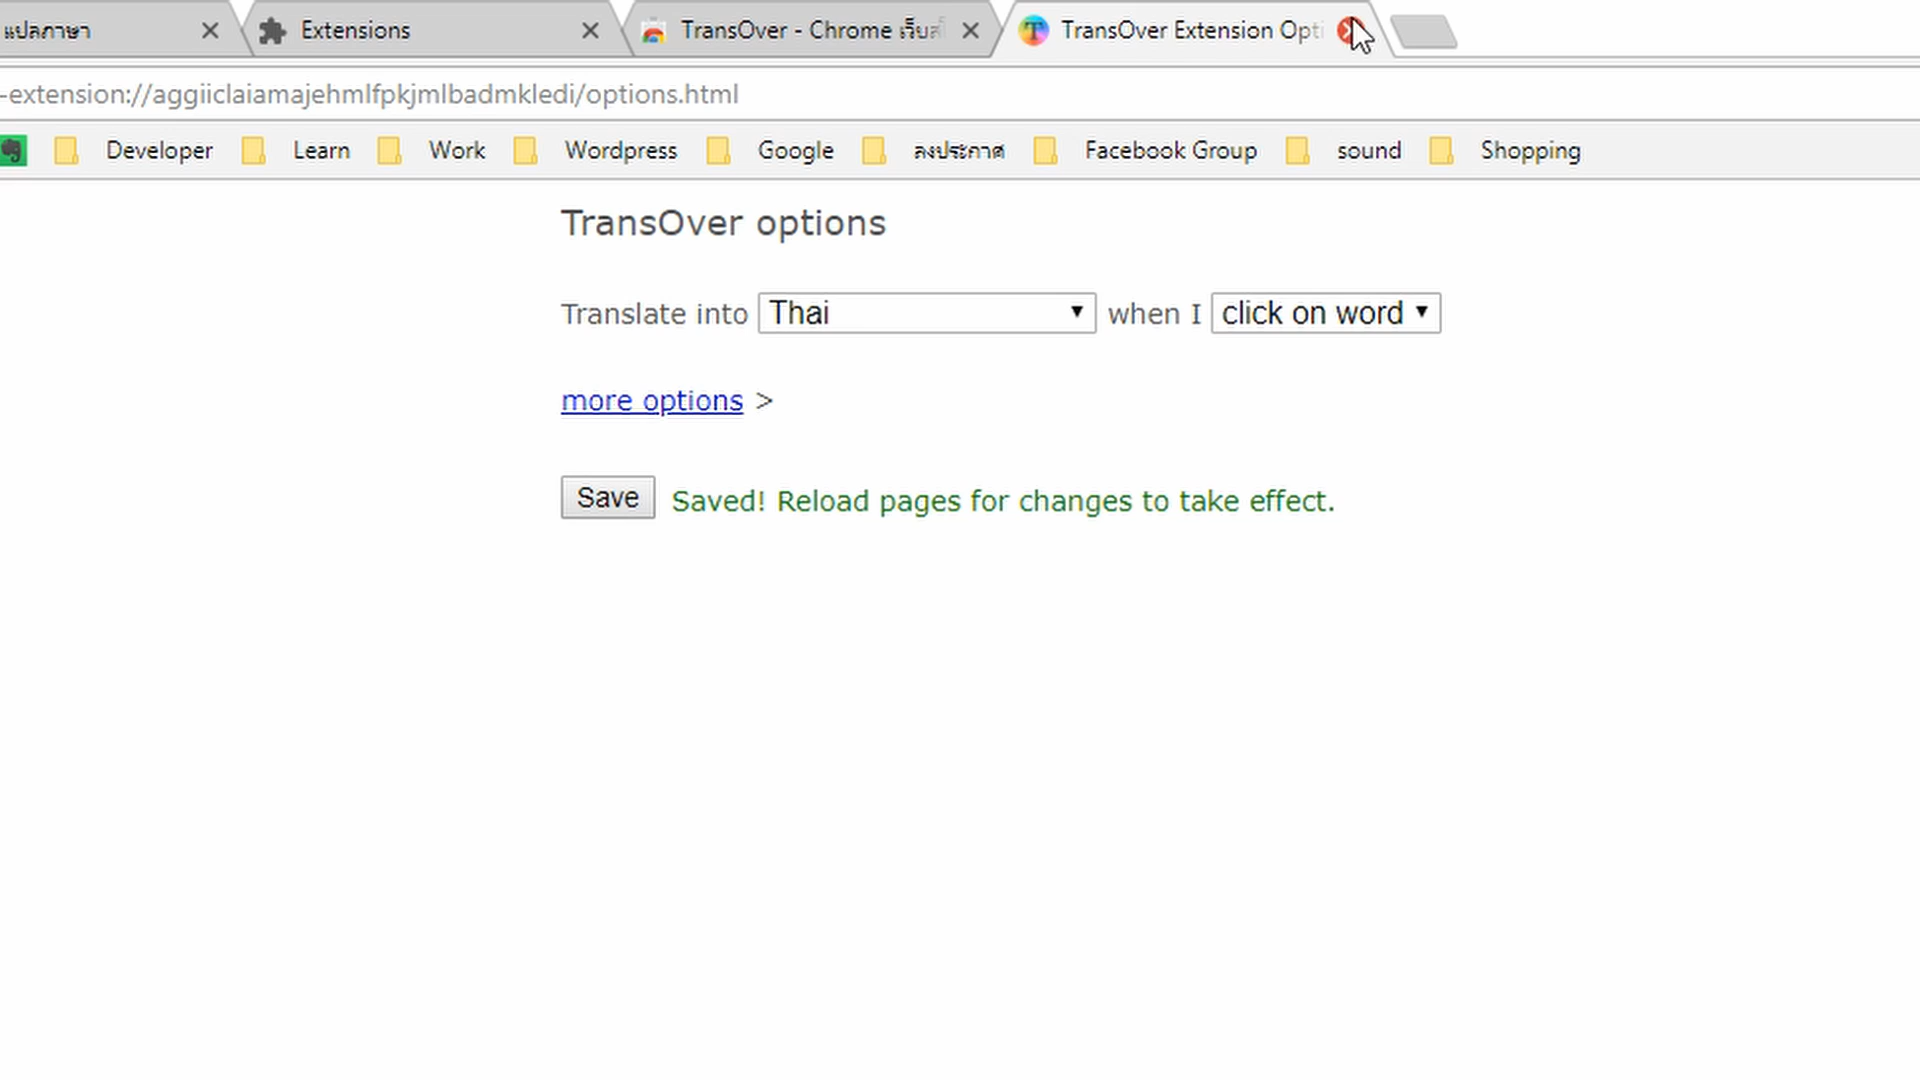 แปลภาษา Extensions TransOver - Chrome เว็บส TransOver Extension Opti
-extension://aggiiclaiamajehmlfpkjmlbadmkledi/options.html
Developer Learn Work Wordpress Google ลงประกาศ Facebook Group sound Shopping
TransOver options
Translate into Thai when I click on word
more options >
Save Saved! Reload pages for changes to take effect.